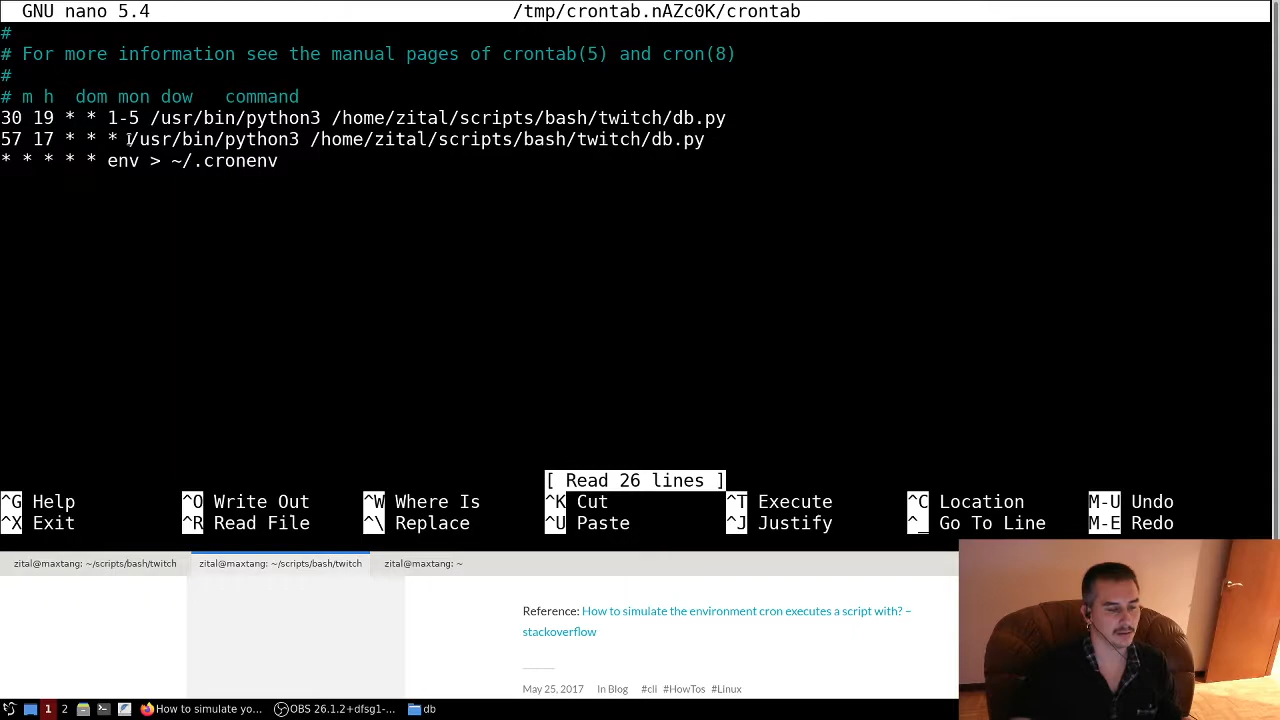 GNU nano 5.4 /tmp/crontab.nAZc0K/crontab
#
# For more information see the manual pages of crontab(5) and cron(8)
#
# m h  dom mon dow   command
30 19 * * 1-5 /usr/bin/python3 /home/zital/scripts/bash/twitch/db.py
57 17 * * * /usr/bin/python3 /home/zital/scripts/bash/twitch/db.py
* * * * * env > ~/.cronenv
[ Read 26 lines ]
^G Help ^O Write Out ^W Where Is ^K Cut ^T Execute ^C Location M-U Undo
^X Exit ^R Read File ^\ Replace ^U Paste ^J Justify ^_ Go To Line M-E Redo
zital@maxtang: ~/scripts/bash/twitch zital@maxtang: ~/scripts/bash/twitch zital@maxtang: ~
Reference: How to simulate the environment cron executes a script with? –
stackoverflow
May 25, 2017 In Blog #cli #HowTos #Linux
1 2 How to simulate yo... OBS 26.1.2+dfsg1-... db